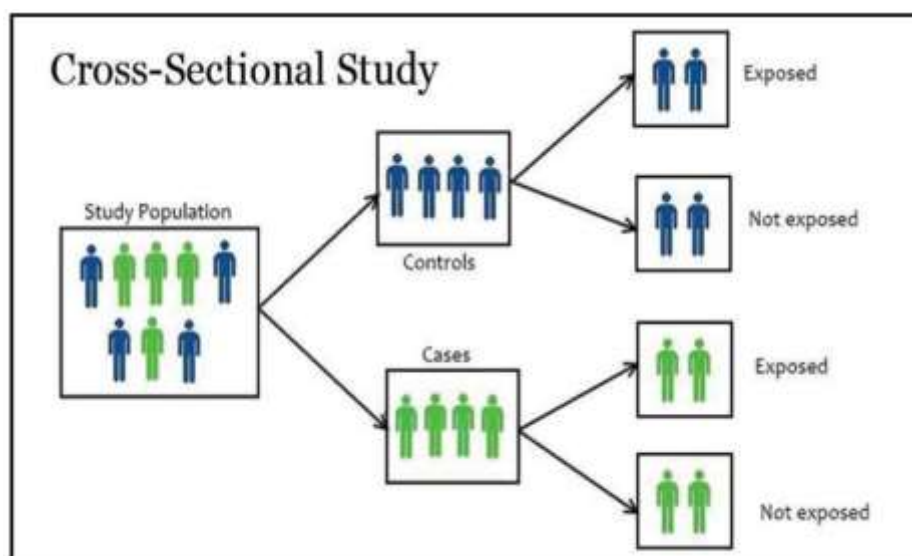 Cross-Sectional Study
Study Population
Controls
Cases
Exposed
Not exposed
Exposed
Not exposed